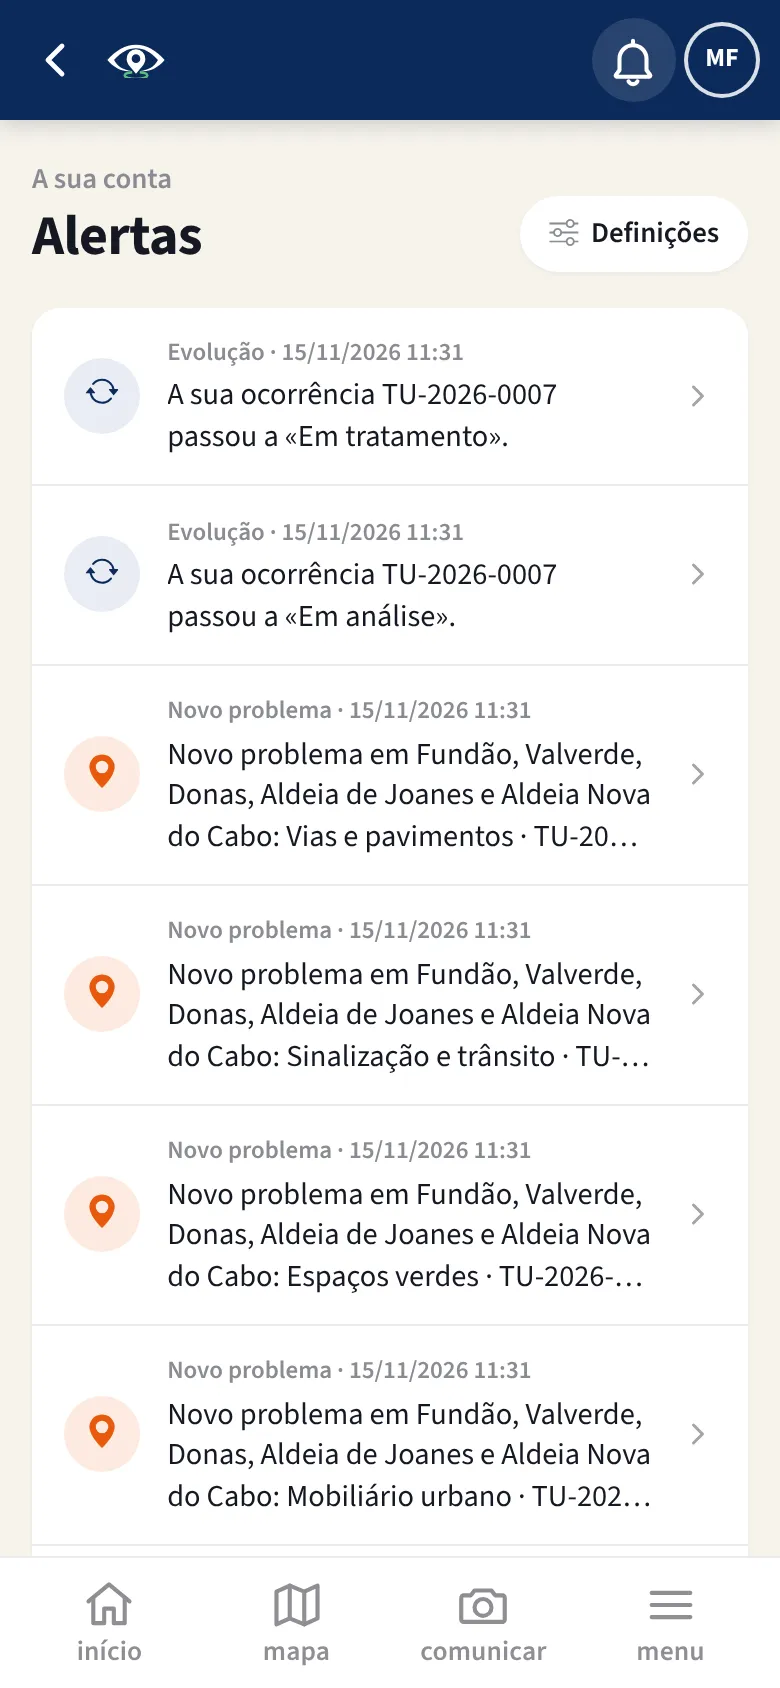 MF
A sua conta
Alertas
Definições
Evolução · 15/11/2026 11:31
A sua ocorrência TU-2026-0007
passou a «Em tratamento».
Evolução · 15/11/2026 11:31
A sua ocorrência TU-2026-0007
passou a «Em análise».
Novo problema · 15/11/2026 11:31
Novo problema em Fundão, Valverde,
Donas, Aldeia de Joanes e Aldeia Nova
do Cabo: Vias e pavimentos · TU-20…
Novo problema · 15/11/2026 11:31
Novo problema em Fundão, Valverde,
Donas, Aldeia de Joanes e Aldeia Nova
do Cabo: Sinalização e trânsito · TU-…
Novo problema · 15/11/2026 11:31
Novo problema em Fundão, Valverde,
Donas, Aldeia de Joanes e Aldeia Nova
do Cabo: Espaços verdes · TU-2026-…
Novo problema · 15/11/2026 11:31
Novo problema em Fundão, Valverde,
Donas, Aldeia de Joanes e Aldeia Nova
do Cabo: Mobiliário urbano · TU-202…
início
mapa
comunicar
menu